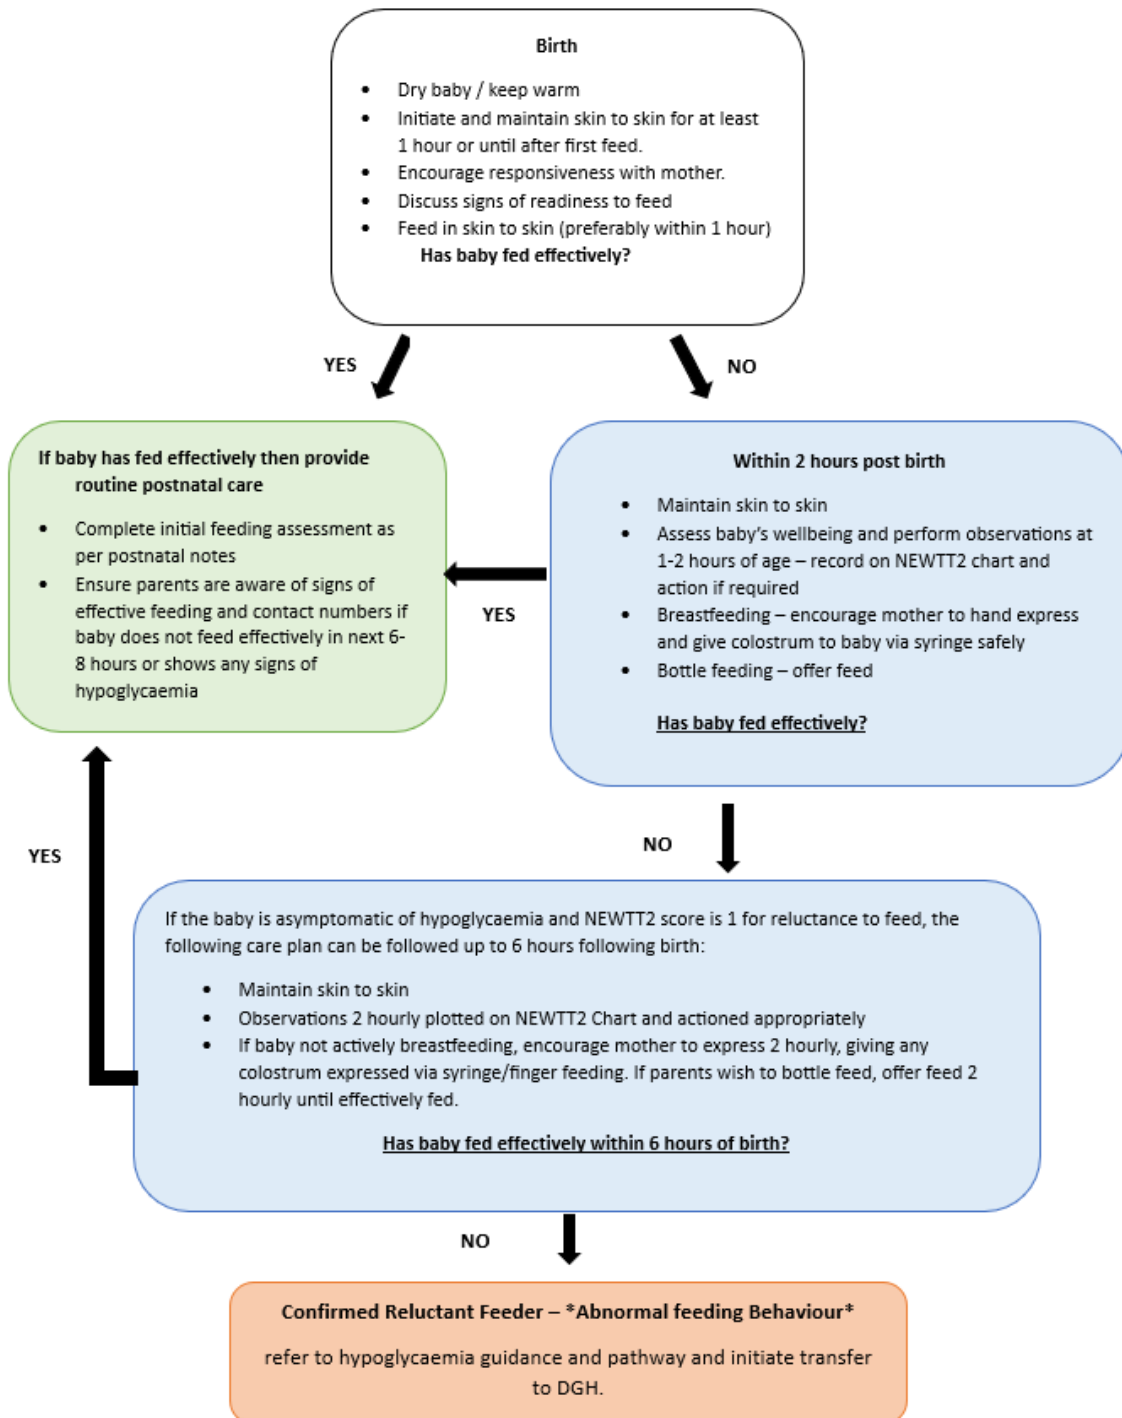 Birth
• Dry baby / keep warm
• Initiate and maintain skin to skin for at least
1 hour or until after first feed.
• Encourage responsiveness with mother.
• Discuss signs of readiness to feed
• Feed in skin to skin (preferably within 1 hour)
Has baby fed effectively?
YES
NO
If baby has fed effectively then provide
routine postnatal care
• Complete initial feeding assessment as
per postnatal notes
• Ensure parents are aware of signs of
effective feeding and contact numbers if
baby does not feed effectively in next 6-
8 hours or shows any signs of
hypoglycaemia
Within 2 hours post birth
• Maintain skin to skin
• Assess baby's wellbeing and perform observations at
1-2 hours of age – record on NEWTT2 chart and
action if required
• Breastfeeding – encourage mother to hand express
and give colostrum to baby via syringe safely
• Bottle feeding – offer feed
Has baby fed effectively?
YES
NO
YES
If the baby is asymptomatic of hypoglycaemia and NEWTT2 score is 1 for reluctance to feed, the
following care plan can be followed up to 6 hours following birth:
• Maintain skin to skin
• Observations 2 hourly plotted on NEWTT2 Chart and actioned appropriately
• If baby not actively breastfeeding, encourage mother to express 2 hourly, giving any
colostrum expressed via syringe/finger feeding. If parents wish to bottle feed, offer feed 2
hourly until effectively fed.
Has baby fed effectively within 6 hours of birth?
NO
Confirmed Reluctant Feeder – *Abnormal feeding Behaviour*
refer to hypoglycaemia guidance and pathway and initiate transfer
to DGH.